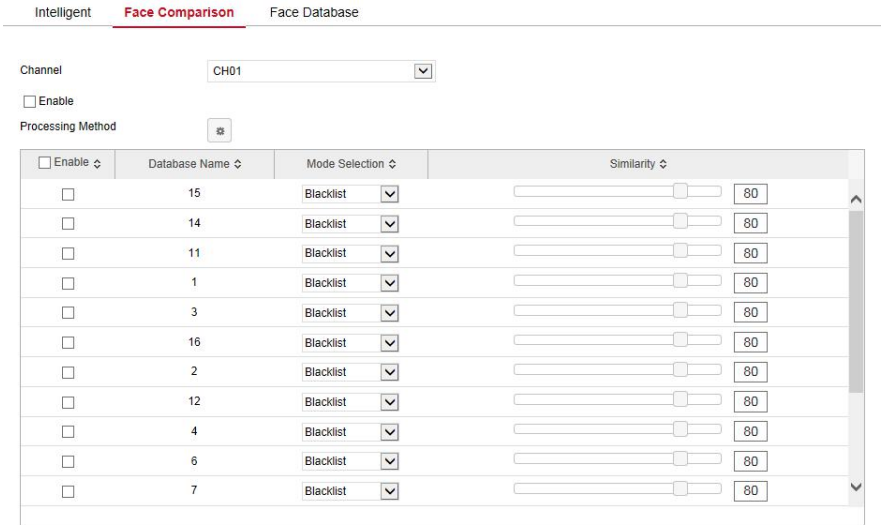 Intelligent Face Comparison Face Database
Channel CH01
Enable
Processing Method
Enable Database Name Mode Selection Similarity
15 Blacklist 80
14 Blacklist 80
11 Blacklist 80
1 Blacklist 80
3 Blacklist 80
16 Blacklist 80
2 Blacklist 80
12 Blacklist 80
4 Blacklist 80
6 Blacklist 80
7 Blacklist 80